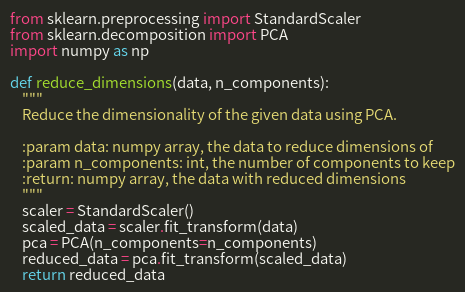 from sklearn.preprocessing import StandardScaler
from sklearn.decomposition import PCA
import numpy as np

def reduce_dimensions(data, n_components):
    """
    Reduce the dimensionality of the given data using PCA.

    :param data: numpy array, the data to reduce dimensions of
    :param n_components: int, the number of components to keep
    :return: numpy array, the data with reduced dimensions
    """
    scaler = StandardScaler()
    scaled_data = scaler.fit_transform(data)
    pca = PCA(n_components=n_components)
    reduced_data = pca.fit_transform(scaled_data)
    return reduced_data